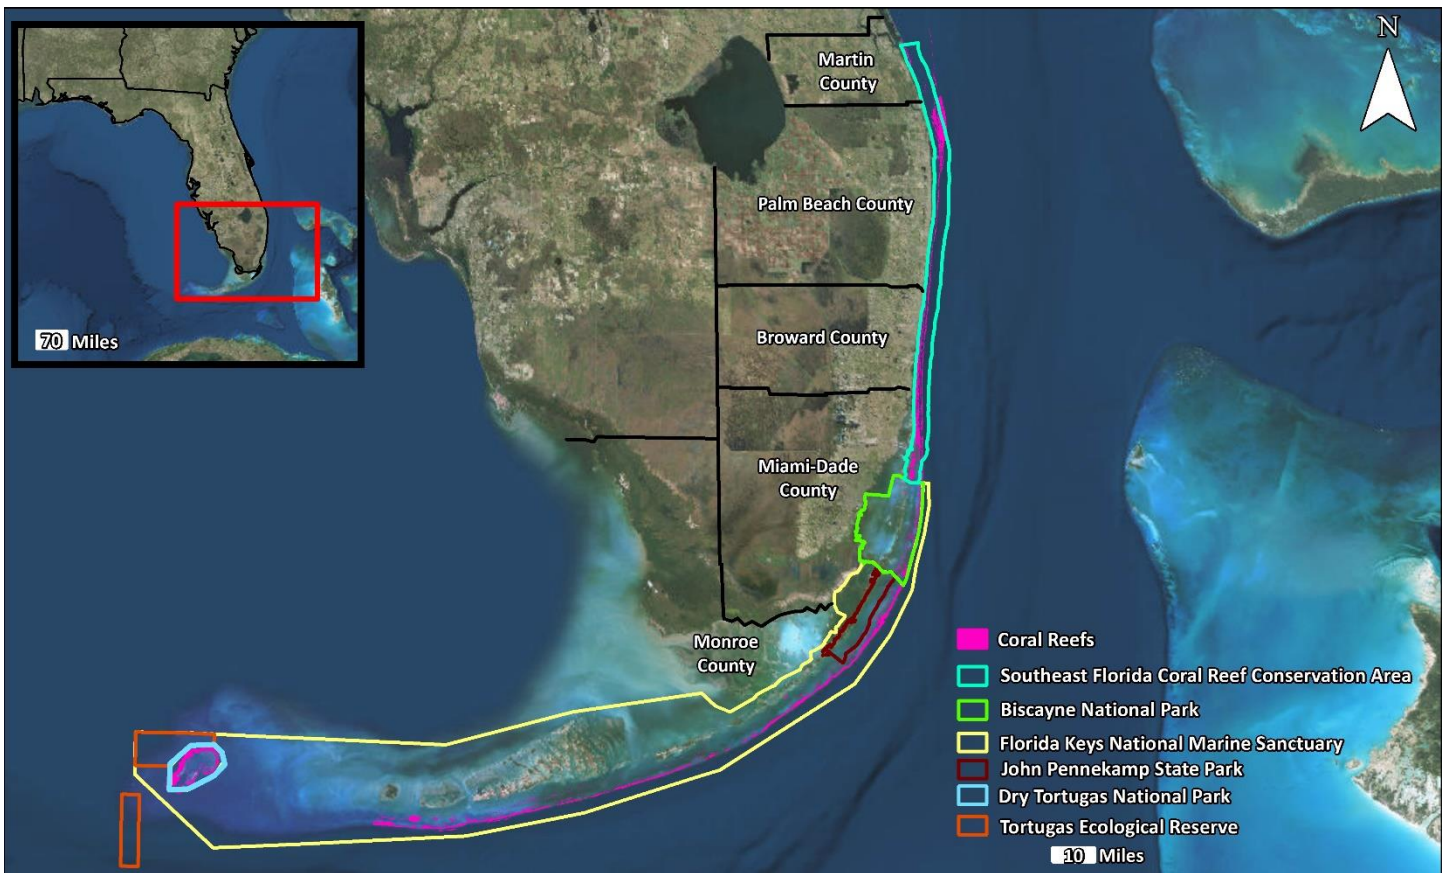 N
Martin
County
Palm Beach County
Broward County
Miami-Dade
County
Monroe
County
70 Miles
Coral Reefs
Southeast Florida Coral Reef Conservation Area
Biscayne National Park
Florida Keys National Marine Sanctuary
John Pennekamp State Park
Dry Tortugas National Park
Tortugas Ecological Reserve
10 Miles